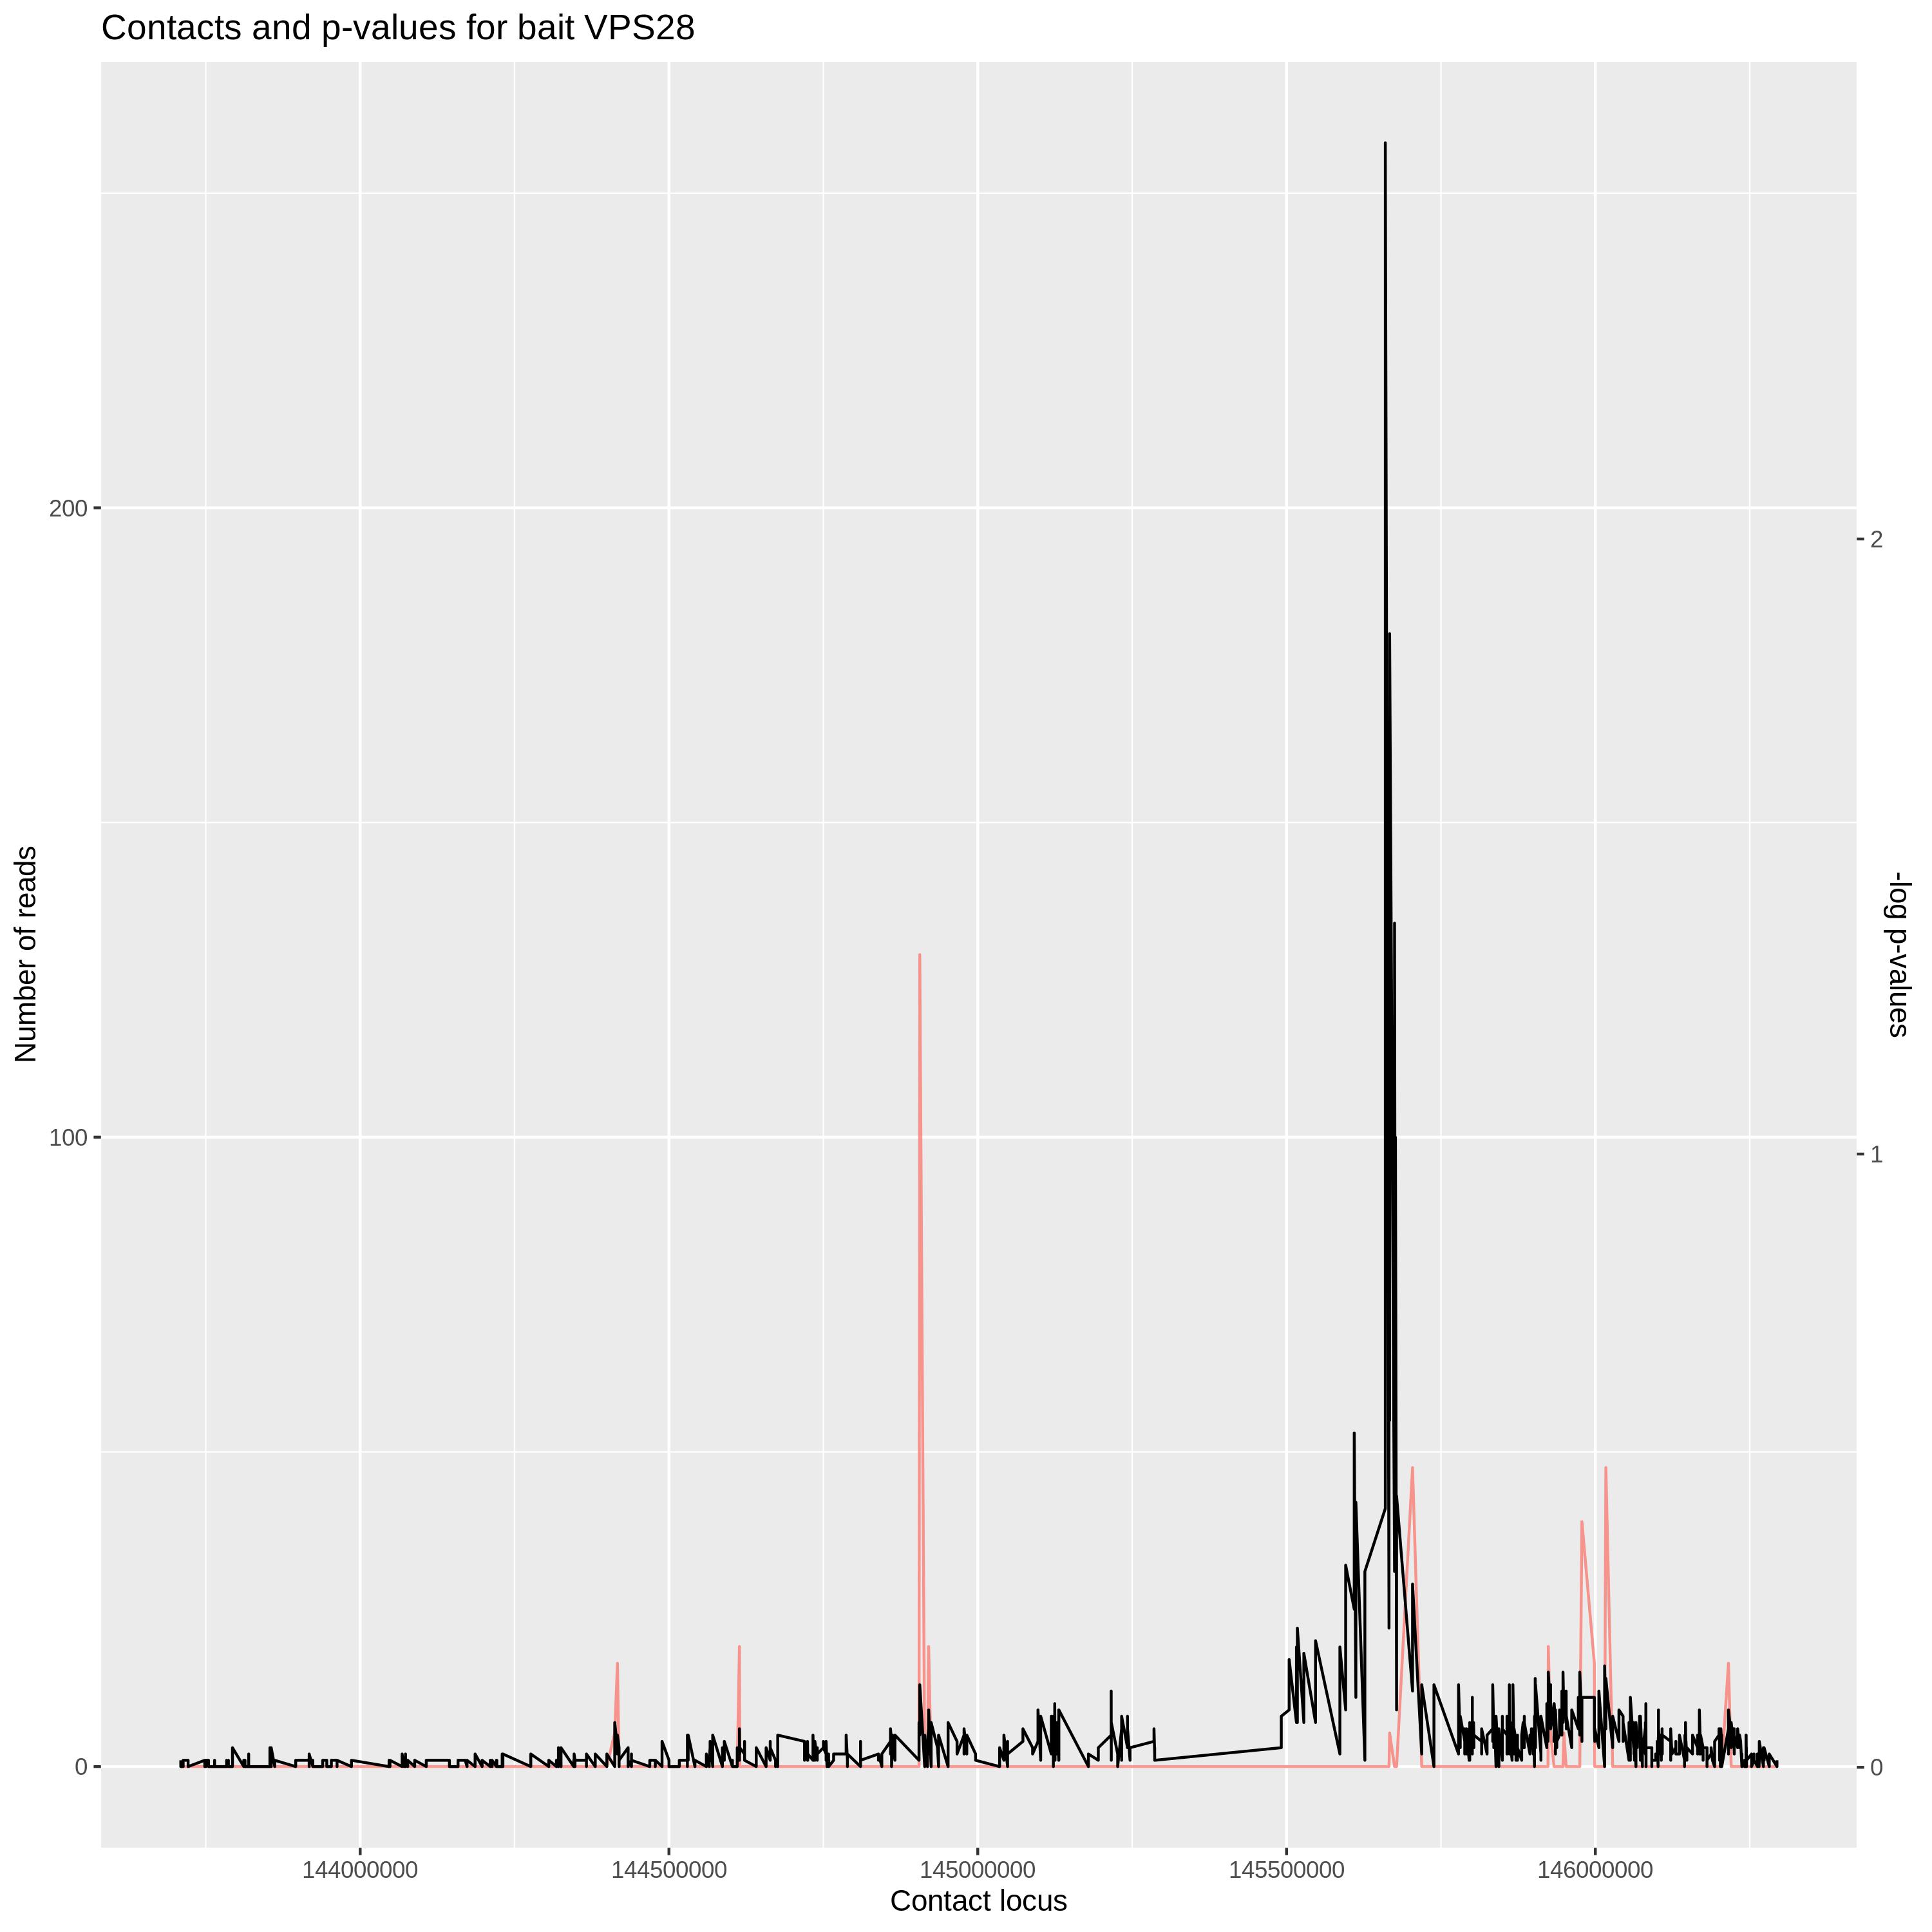 Contacts and p-values for bait VPS28
Number of reads
200
100
0
2
1
0
-log p-values
144000000 144500000 145000000 145500000 146000000
Contact locus